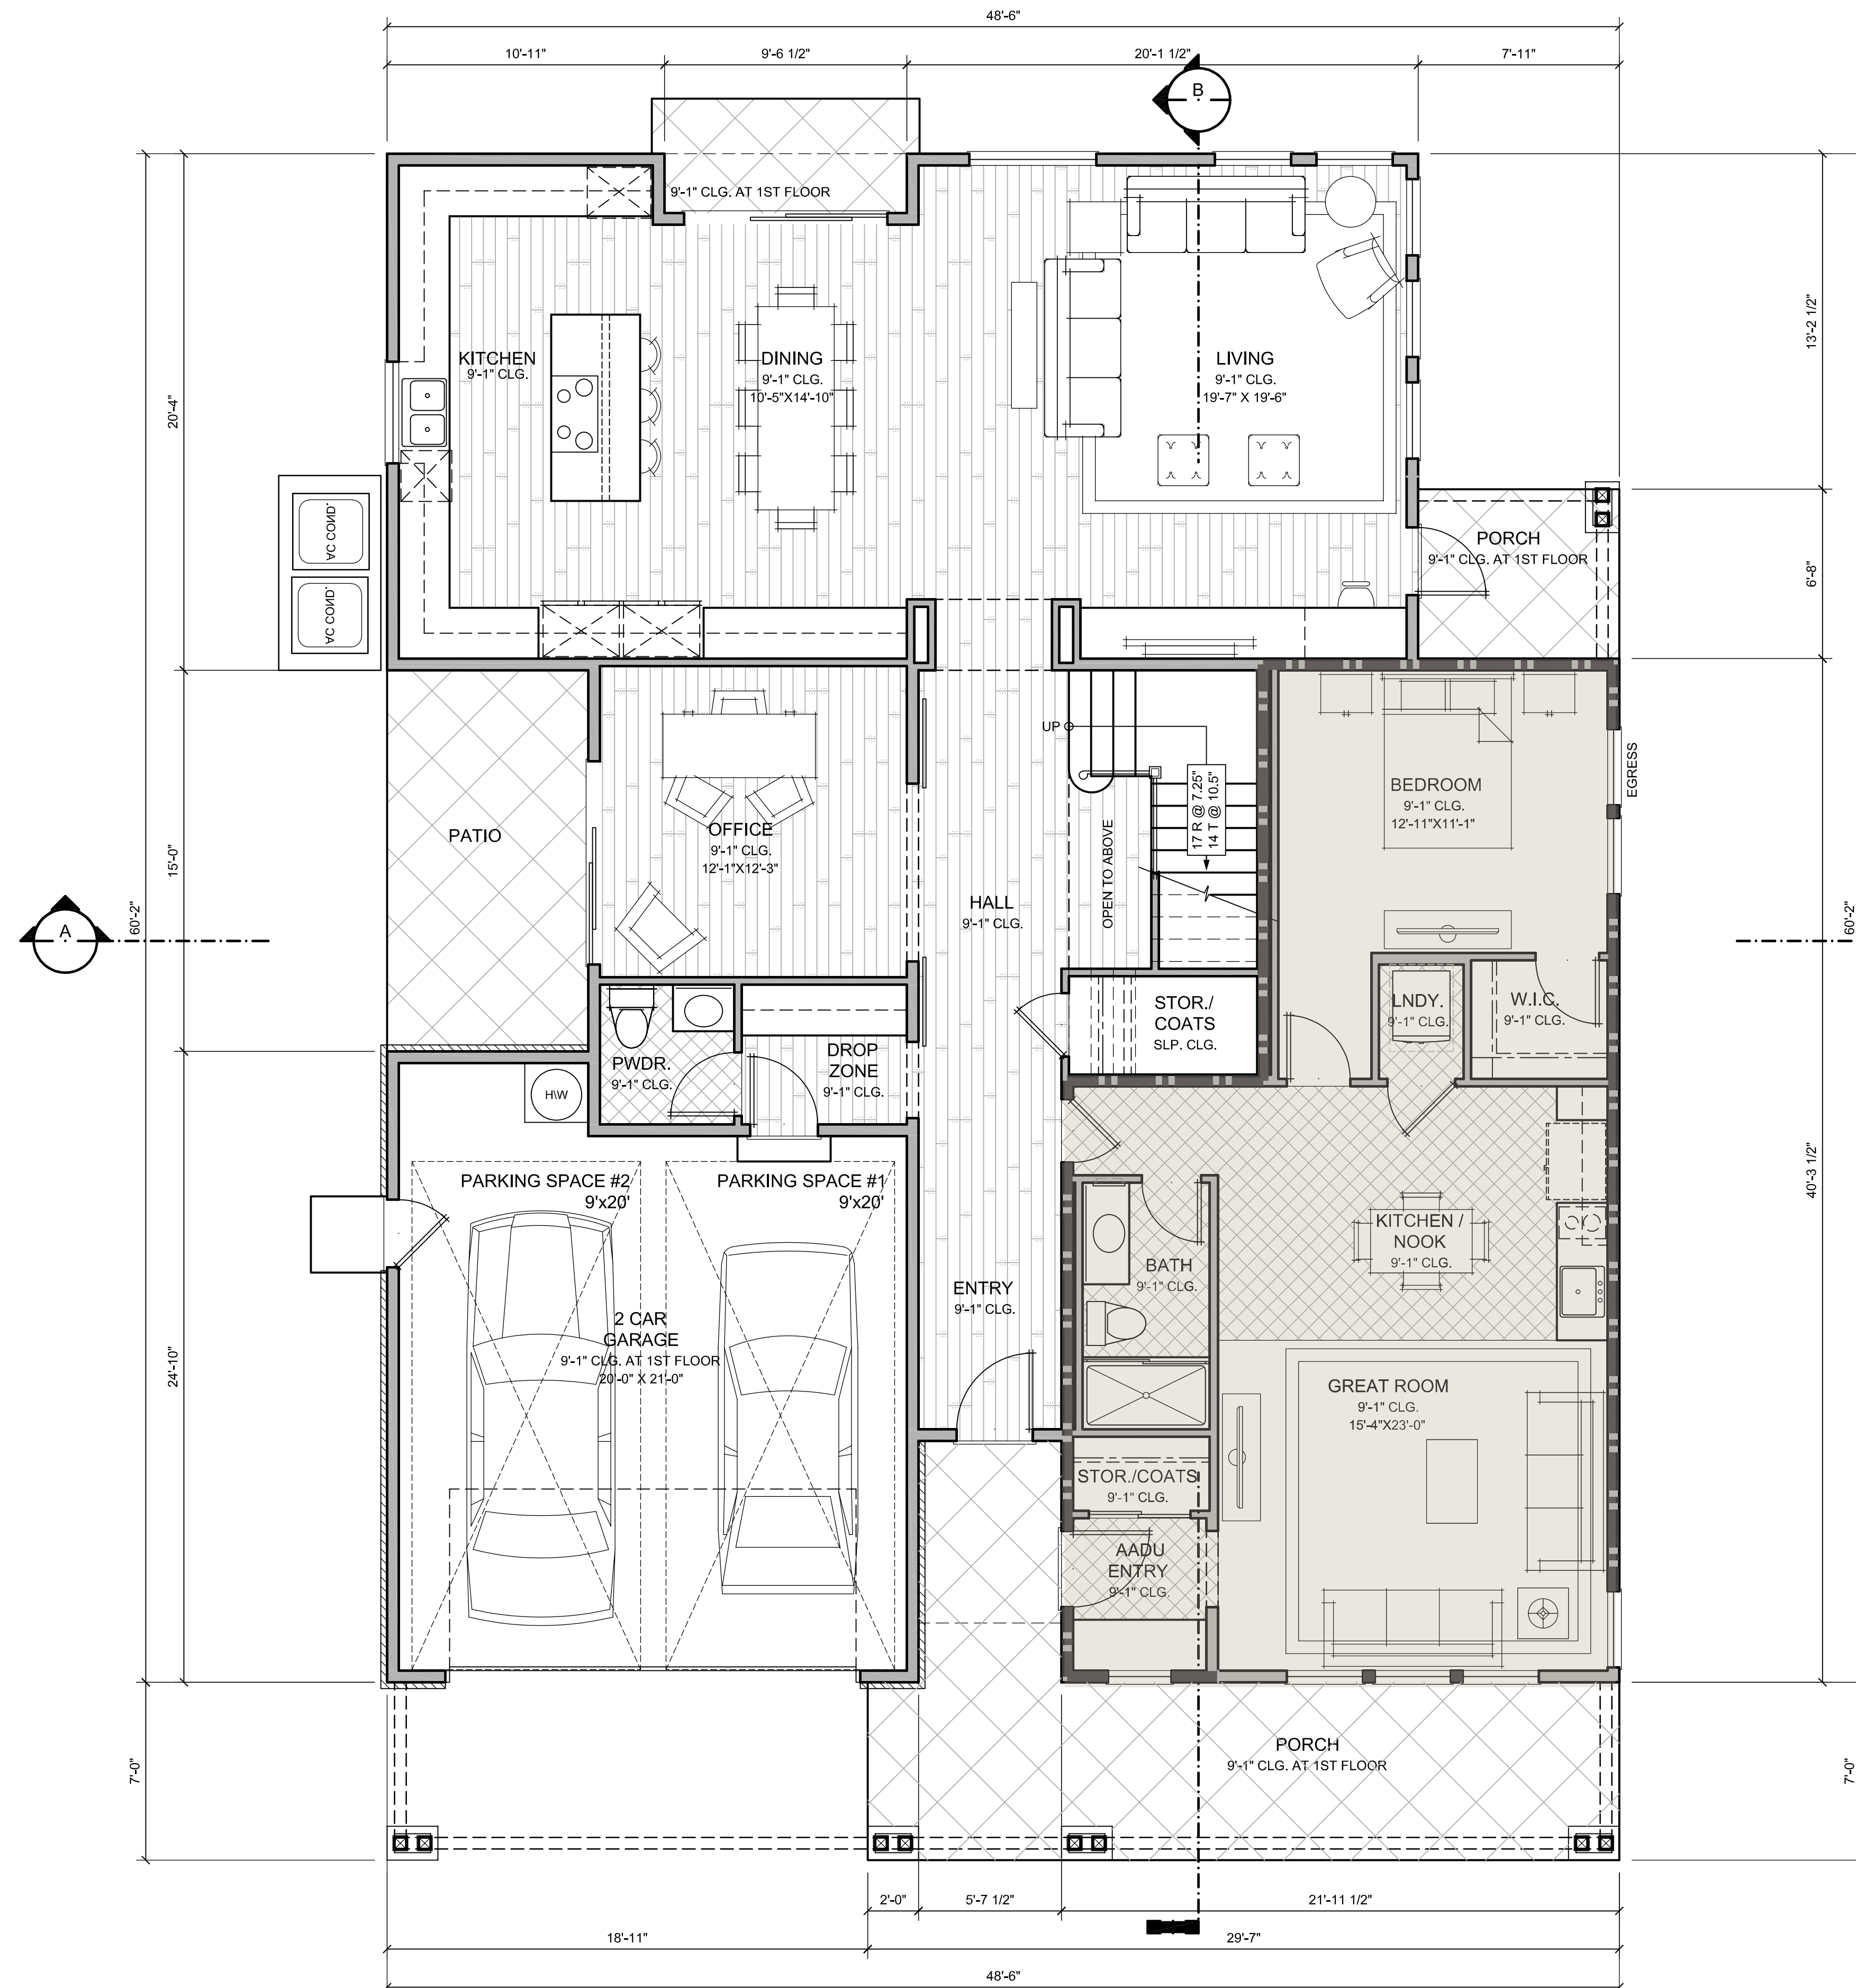 48'-6"
10'-11"
9'-6 1/2"
20'-1 1/2"
7'-11"
B
9'-1" CLG. AT 1ST FLOOR
KITCHEN
9'-1" CLG.
DINING
9'-1" CLG.
10'-5"X14'-10"
LIVING
9'-1" CLG.
19'-7" X 19'-6"
13'-2 1/2"
20'-4"
AC COND.
AC COND.
PORCH
9'-1" CLG. AT 1ST FLOOR
6'-8"
UP
17 R @ 7.25"
14 T @ 10.5"
OPEN TO ABOVE
BEDROOM
9'-1" CLG.
12'-11"X11'-1"
EGRESS
PATIO
OFFICE
9'-1" CLG.
12'-1"X12'-3"
15'-0"
HALL
9'-1" CLG.
A
60'-2"
60'-2"
STOR./
COATS
SLP. CLG.
LNDY.
9'-1" CLG.
W.I.C.
9'-1" CLG.
PWDR.
9'-1" CLG.
DROP
ZONE
9'-1" CLG.
H\W
40'-3 1/2"
PARKING SPACE #2
9'x20'
PARKING SPACE #1
9'x20'
KITCHEN /
NOOK
9'-1" CLG.
BATH
9'-1" CLG.
ENTRY
9'-1" CLG.
2 CAR
GARAGE
9'-1" CLG. AT 1ST FLOOR
20'-0" X 21'-0"
24'-10"
GREAT ROOM
9'-1" CLG.
15'-4"X23'-0"
STOR./COATS
9'-1" CLG.
AADU
ENTRY
9'-1" CLG.
PORCH
9'-1" CLG. AT 1ST FLOOR
7'-0"
7'-0"
2'-0"
5'-7 1/2"
21'-11 1/2"
18'-11"
29'-7"
48'-6"